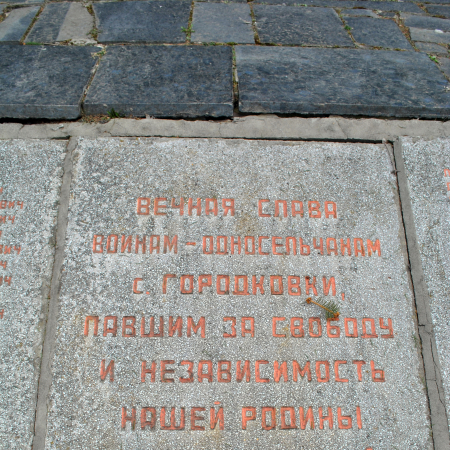 ВЕЧНАЯ СЛАВА
ВОИНАМ-ОДНОСЕЛЬЧАНАМ
С. ГОРОДКОВКИ,
ПАВШИМ ЗА СВОБОДУ
И НЕЗАВИСИМОСТЬ
НАШЕЙ РОДИНЫ